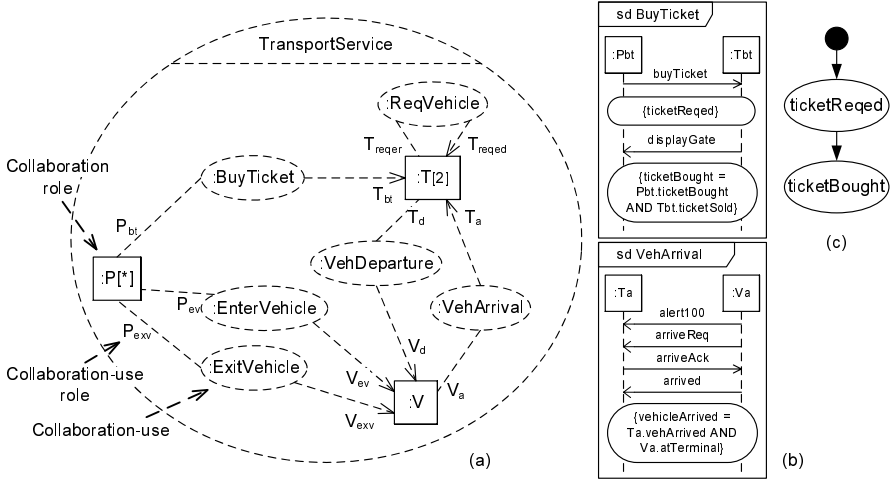 TransportService
:ReqVehicle
Treqer
Treqed
Collaboration
role
:BuyTicket
:T[2]
Tbt
Td
Ta
Pbt
:VehDeparture
:P[*]
Pev
:EnterVehicle
:VehArrival
Pexv
:ExitVehicle
Vd
Collaboration-use
role
Vev
:V
Va
Vexv
Collaboration-use
(a)
sd BuyTicket
:Pbt
:Tbt
buyTicket
{ticketReqed}
displayGate
{ticketBought =
Pbt.ticketBought
AND Tbt.ticketSold}
sd VehArrival
:Ta
:Va
alert100
arriveReq
arriveAck
arrived
{vehicleArrived =
Ta.vehArrived AND
Va.atTerminal}
(b)
ticketReqed
ticketBought
(c)